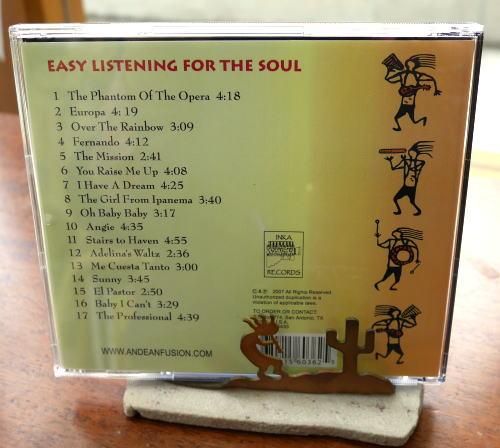 EASY LISTENING FOR THE SOUL
1 The Phantom Of The Opera 4:18
2 Europa 4: 19
3 Over The Rainbow 3:09
4 Fernando 4:12
5 The Mission 2:41
6 You Raise Me Up 4:08
7 I Have A Dream 4:25
8 The Girl From Ipanema 3:40
9 Oh Baby Baby 3:17
10 Angie 4:35
11 Stairs to Haven 4:55
12 Adelina's Waltz 2:36
13 Me Cuesta Tanto 3:00
14 Sunny 3:45
15 El Pastor 2:50
16 Baby I Can't 3:29
17 The Professional 4:39
INKA
RECORDS
2007 All Rights Reserved
Unauthorized duplication is a
violation of applicable laws.
TO ORDER OR CONTACT
San Antonio, TX
WWW.ANDEANFUSION.COM